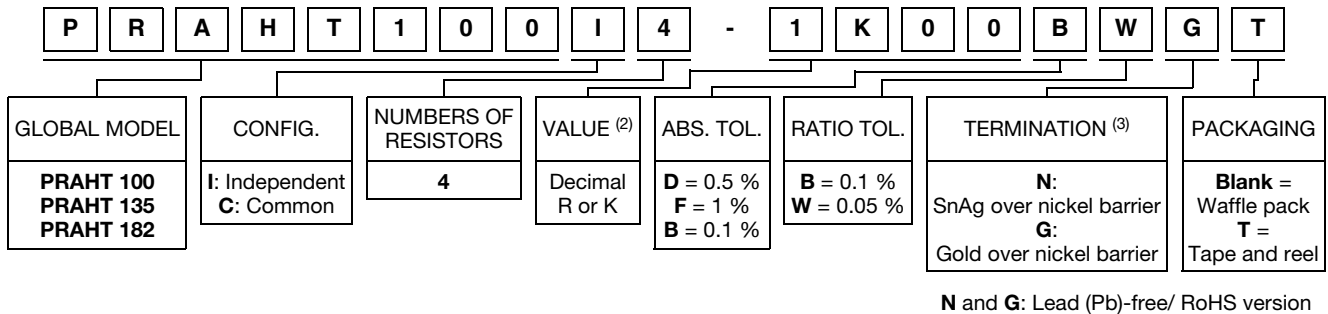 P R A H T 1 0 0 I 4 - 1 K 0 0 B W G T
GLOBAL MODEL
PRAHT 100
PRAHT 135
PRAHT 182
CONFIG.
I: Independent
C: Common
NUMBERS OF
RESISTORS
4
VALUE (2)
Decimal
R or K
ABS. TOL.
D = 0.5 %
F = 1 %
B = 0.1 %
RATIO TOL.
B = 0.1 %
W = 0.05 %
TERMINATION (3)
N:
SnAg over nickel barrier
G:
Gold over nickel barrier
PACKAGING
Blank =
Waffle pack
T =
Tape and reel
N and G: Lead (Pb)-free/ RoHS version